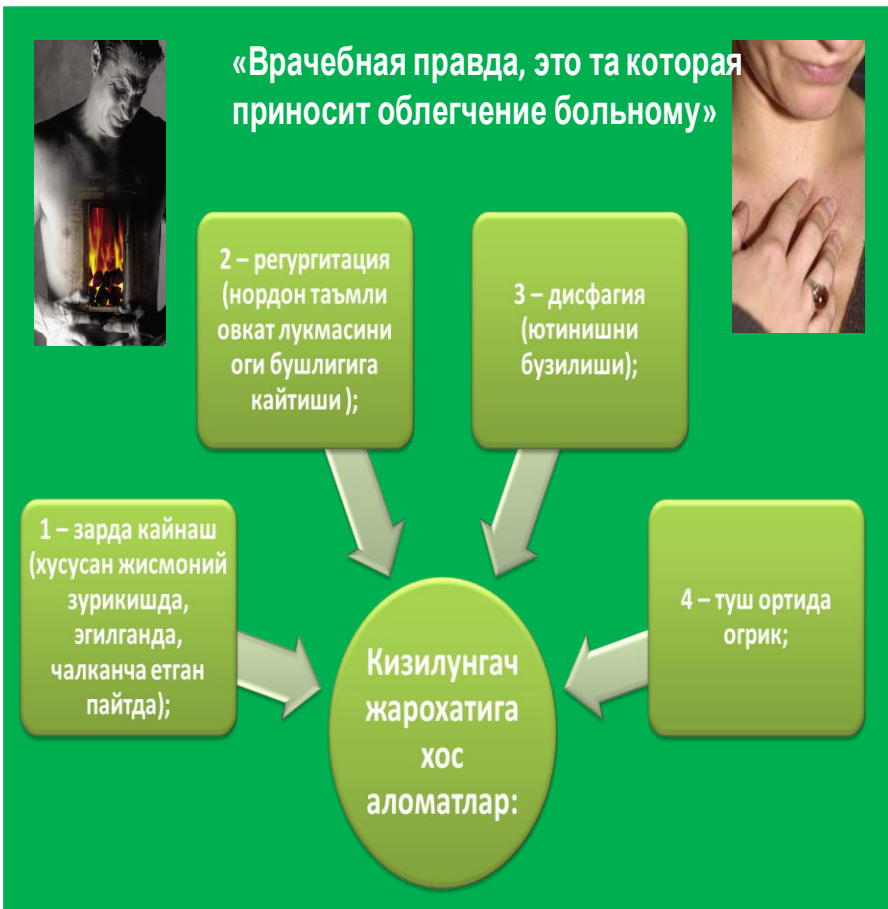 «Врачебная правда, это та которая
приносит облегчение больному»
2 – регургитация
(нордон таъмли
овкат лукмасини
оги бушлигига
кайтиши );
3 – дисфагия
(ютинишни
бузилиши);
1 – зарда кайнаш
(хусусан жисмоний
зурикишда,
эгилганда,
чалканча етган
пайтда);
4 – туш ортида
огрик;
Кизилунгач
жарохатига
хос
аломатлар: